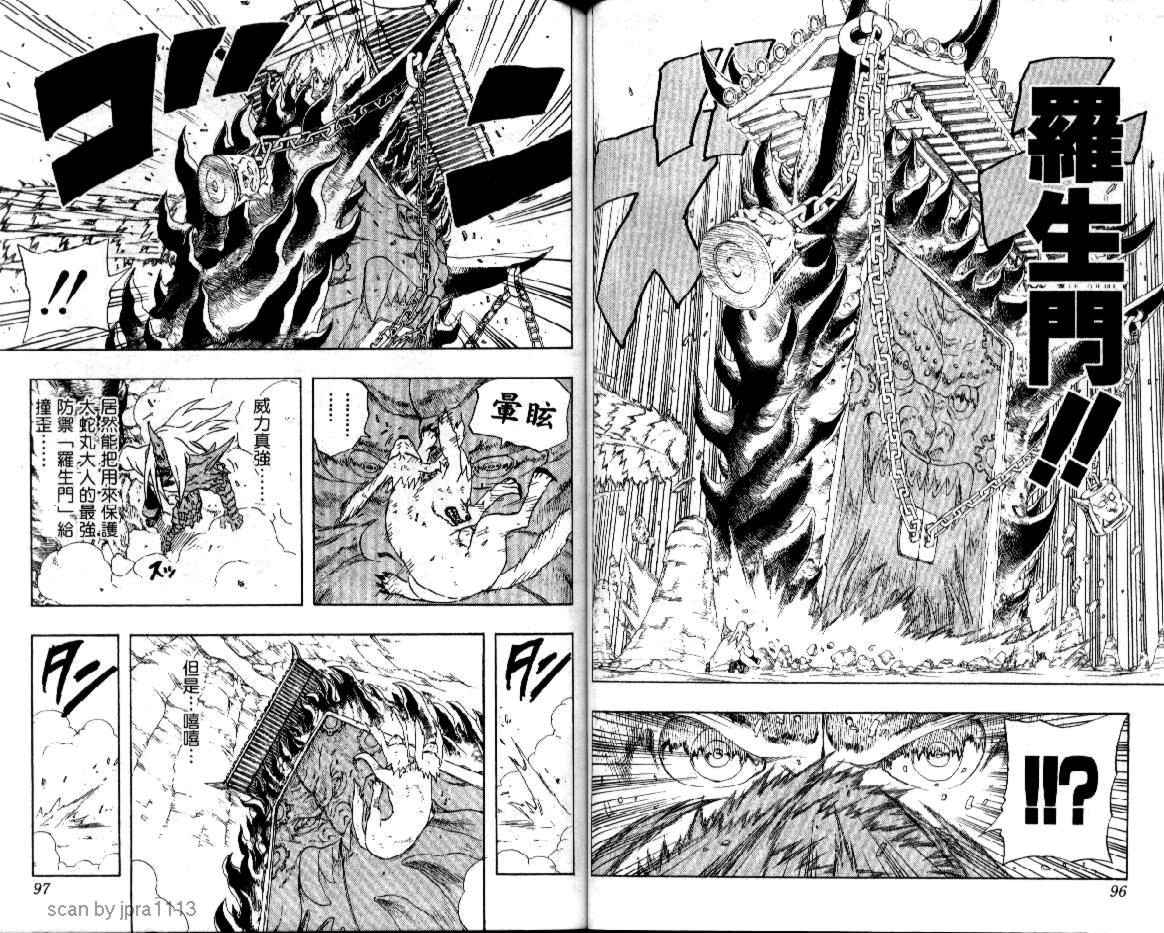 羅生門!!
!!?
96
ゴゴン
!!
暈眩
⋯⋯⋯
威力真強⋯⋯⋯
居然能把用來保護
大蛇丸大人的最強
防禦「羅生門」給
撞歪⋯⋯
ズッ
タン
但是⋯嘻嘻⋯
タン
97
scan by jpra1113